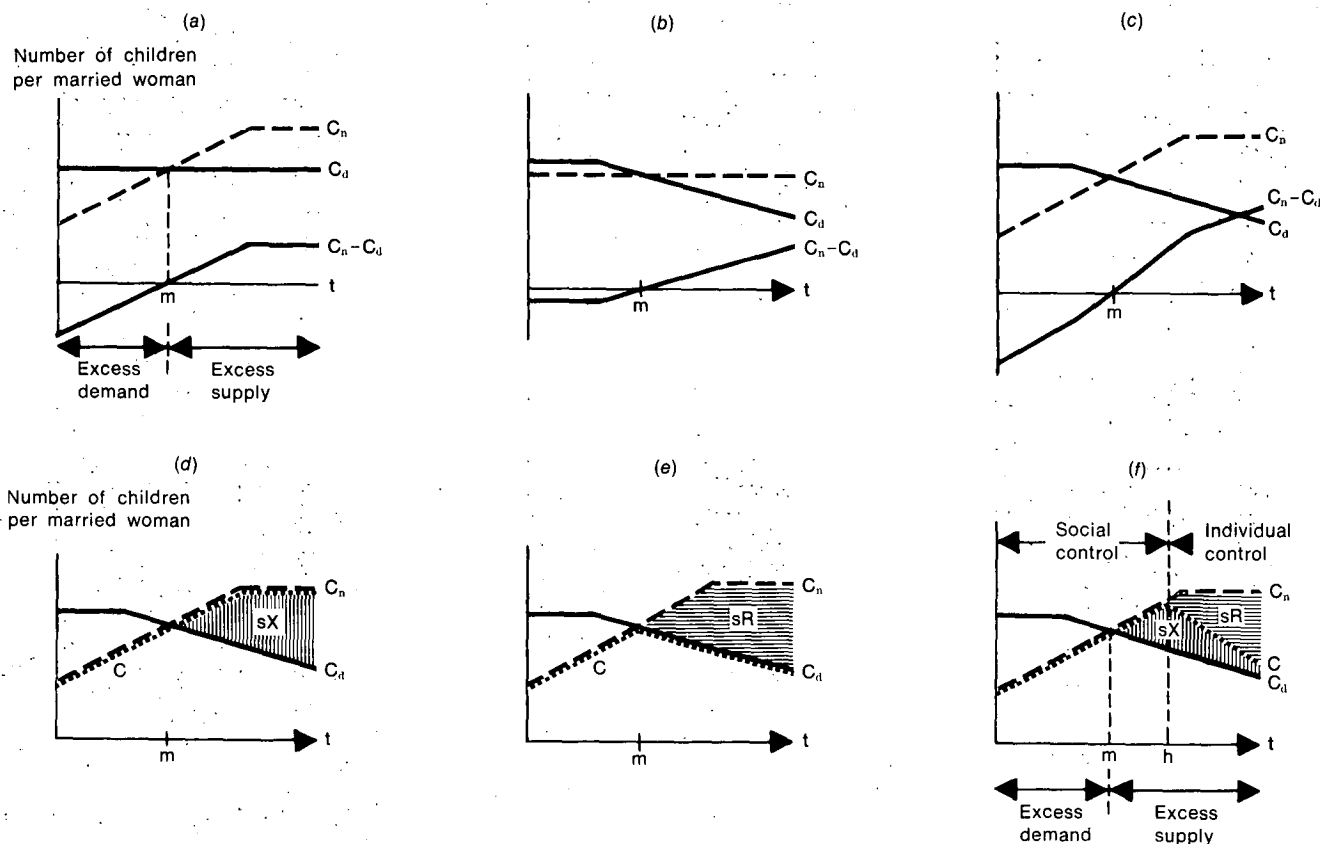 (a)
Number of children
per married woman
Cn
Cd
Cn – Cd
t
m
Excess
demand
Excess
supply
(b)
Cn
Cd
Cn – Cd
t
m
(c)
Cn
Cn – Cd
Cd
t
m
(d)
Number of children
per married woman
Cn
sX
C
Cd
t
m
(e)
sR
C
t
m
(f)
Social
control
Individual
control
Cn
sR
sX
C
Cd
t
m
h
Excess
demand
Excess
supply